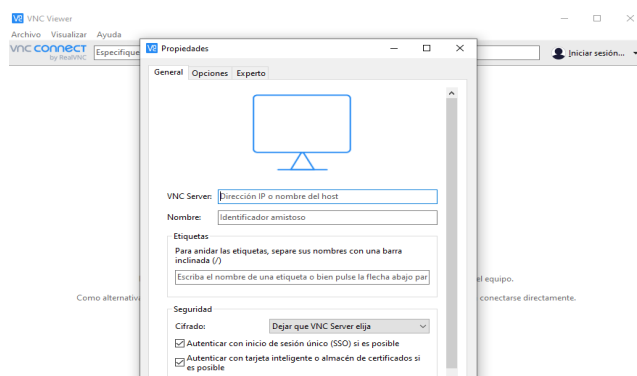 VNC Viewer
Archivo Visualizar Ayuda
vnc connect
by RealVNC
Especifique
Iniciar sesión...
Propiedades
General Opciones Experto
VNC Server: Dirección IP o nombre del host
Nombre: Identificador amistoso
Etiquetas
Para anidar las etiquetas, separe sus nombres con una barra
inclinada (/)
Escriba el nombre de una etiqueta o bien pulse la flecha abajo par
el equipo.
Como alternativ
conectarse directamente.
Seguridad
Cifrado: Dejar que VNC Server elija
Autenticar con inicio de sesión único (SSO) si es posible
Autenticar con tarjeta inteligente o almacén de certificados si
es posible